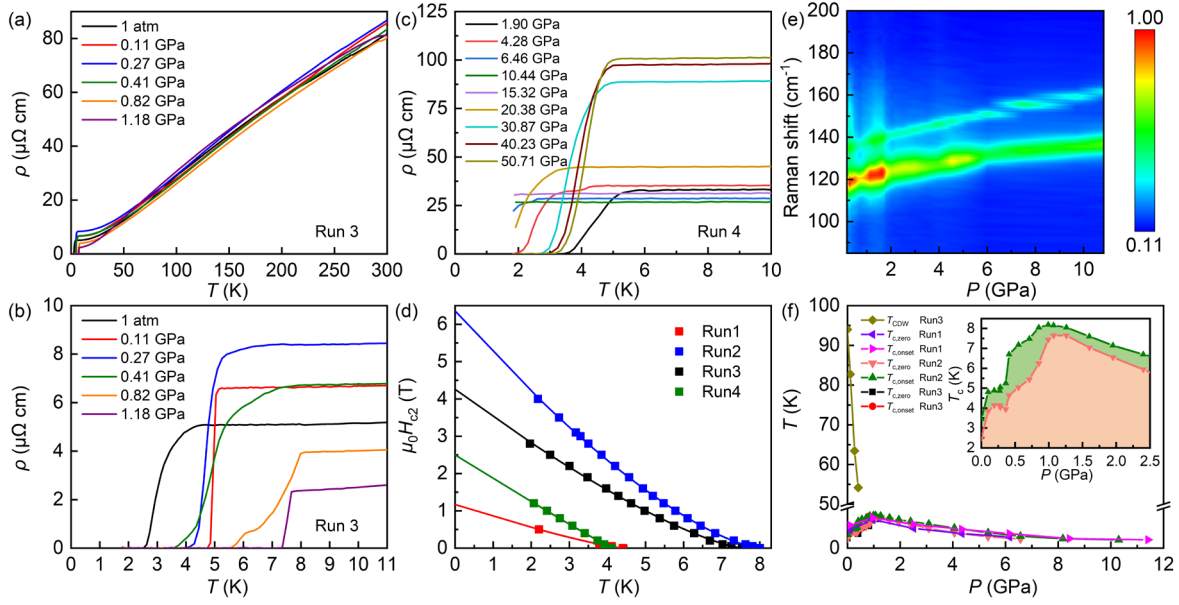 (a)
1 atm
0.11 GPa
0.27 GPa
0.41 GPa
0.82 GPa
1.18 GPa
Run 3
ρ (μΩ cm)
80
60
40
20
0
0 50 100 150 200 250 300
T (K)
(c)
1.90 GPa
4.28 GPa
6.46 GPa
10.44 GPa
15.32 GPa
20.38 GPa
30.87 GPa
40.23 GPa
50.71 GPa
Run 4
ρ (μΩ cm)
125
100
75
50
25
0
0 2 4 6 8 10
T (K)
(e)
Raman shift (cm-1)
200
180
160
140
120
100
0 2 4 6 8 10
P (GPa)
1.00
0.11
(b)
1 atm
0.11 GPa
0.27 GPa
0.41 GPa
0.82 GPa
1.18 GPa
Run 3
ρ (μΩ cm)
10
8
6
4
2
0
0 1 2 3 4 5 6 7 8 9 10 11
T (K)
(d)
Run1
Run2
Run3
Run4
μ0Hc2 (T)
6
5
4
3
2
1
0
0 1 2 3 4 5 6 7 8
T (K)
(f)
TCDW Run3
Tc,zero Run1
Tc,onset Run1
Tc,zero Run2
Tc,onset Run2
Tc,zero Run3
Tc,onset Run3
T (K)
100
90
80
70
60
50
0
0 2 4 6 8 10 12
P (GPa)
Tc (K)
8
7
6
5
4
3
2
0.0 0.5 1.0 1.5 2.0 2.5
P (GPa)